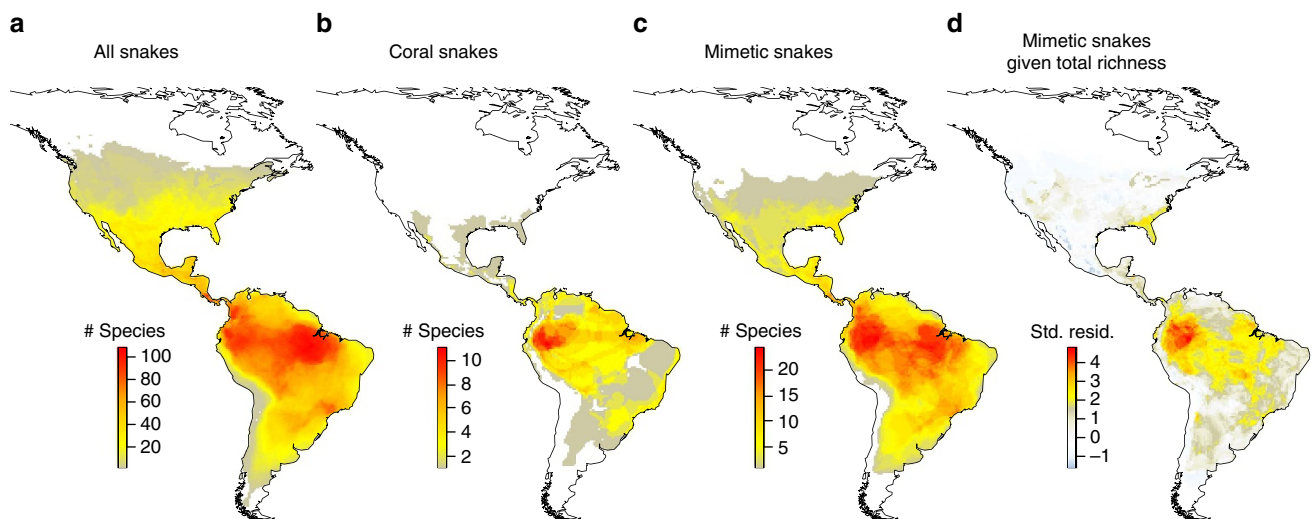 a
All snakes
# Species
100
80
60
40
20
b
Coral snakes
# Species
10
8
6
4
2
c
Mimetic snakes
# Species
20
15
10
5
d
Mimetic snakes
given total richness
Std. resid.
4
3
2
1
0
–1